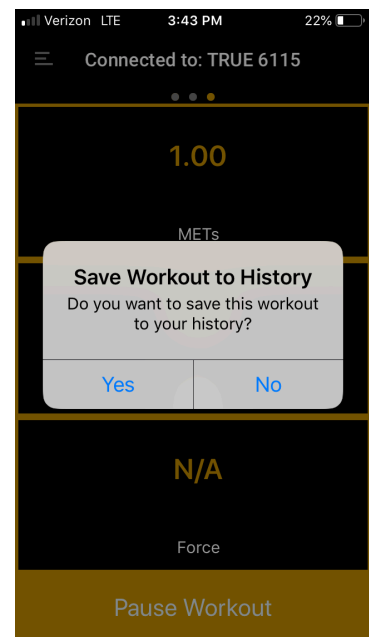 Verizon LTE 3:43 PM 22%
Connected to: TRUE 6115
1.00
METs
Save Workout to History
Do you want to save this workout
to your history?
Yes No
N/A
Force
Pause Workout